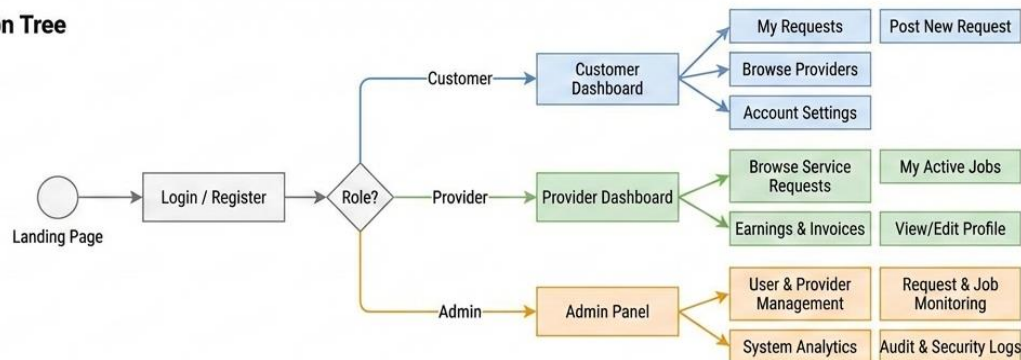 on Tree
My Requests
Post New Request
Customer
Customer
Dashboard
Browse Providers
Account Settings
Landing Page
Login / Register
Role?
Provider
Provider Dashboard
Browse Service
Requests
My Active Jobs
Earnings & Invoices
View/Edit Profile
Admin
Admin Panel
User & Provider
Management
Request & Job
Monitoring
System Analytics
Audit & Security Logs